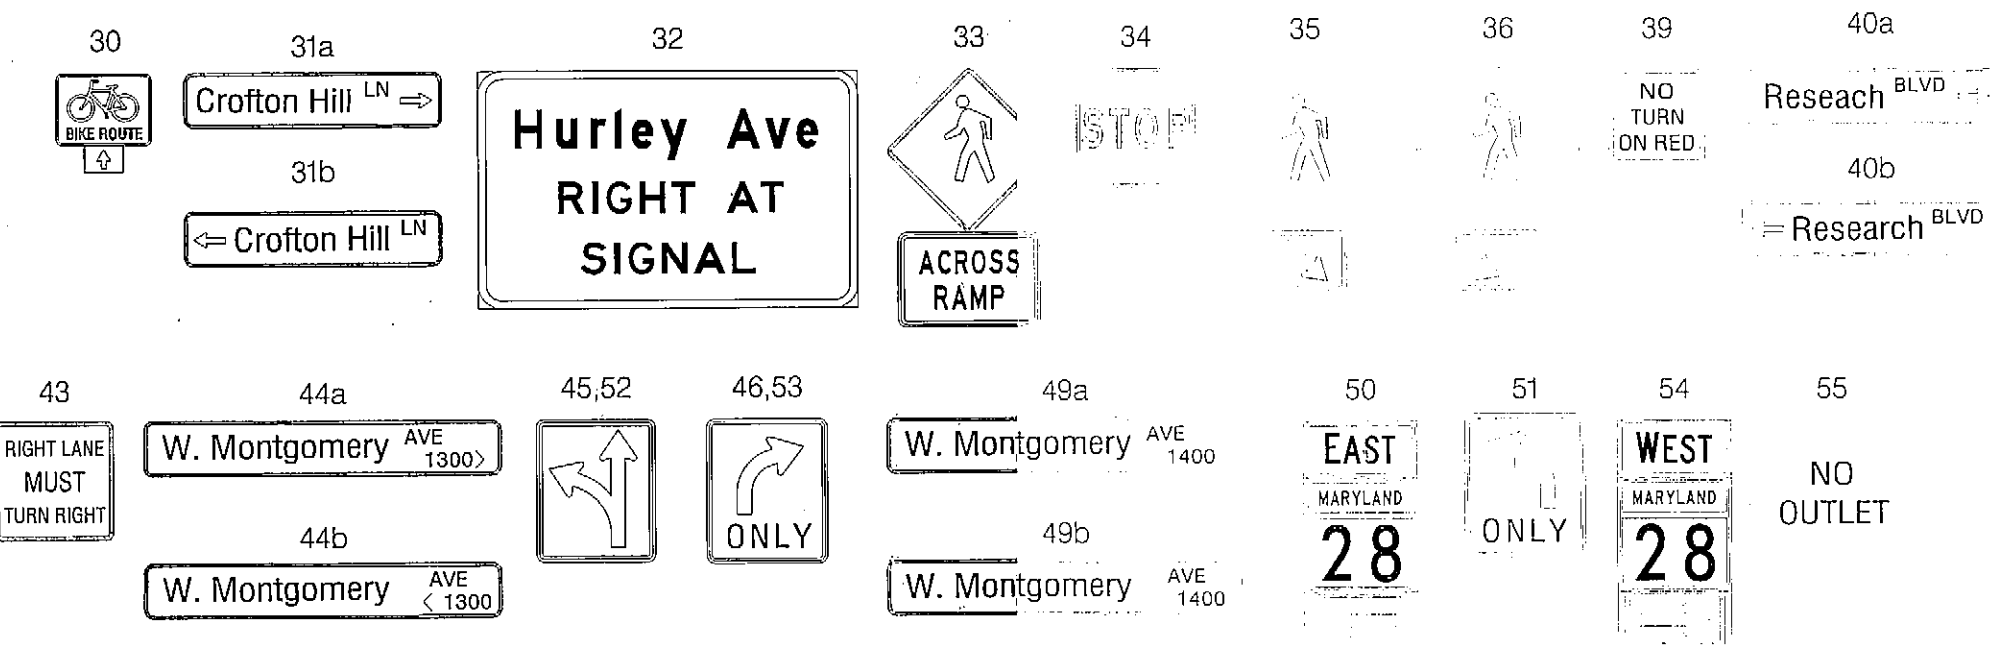 30
31a
32
33
34
35
36
39
40a
BIKE ROUTE
Crofton Hill LN
Hurley Ave
RIGHT AT
SIGNAL
ACROSS
RAMP
STOP
NO
TURN
ON RED
Reseach BLVD
31b
Crofton Hill LN
40b
Research BLVD
43
44a
45,52
46,53
49a
50
51
54
55
RIGHT LANE
MUST
TURN RIGHT
W. Montgomery AVE
1300>
ONLY
W. Montgomery AVE
1400
EAST
MARYLAND
28
ONLY
WEST
MARYLAND
28
NO
OUTLET
44b
W. Montgomery AVE
< 1300
49b
W. Montgomery AVE
1400